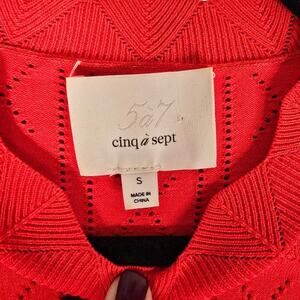 5à7
cinq à sept
S
MADE IN
CHINA